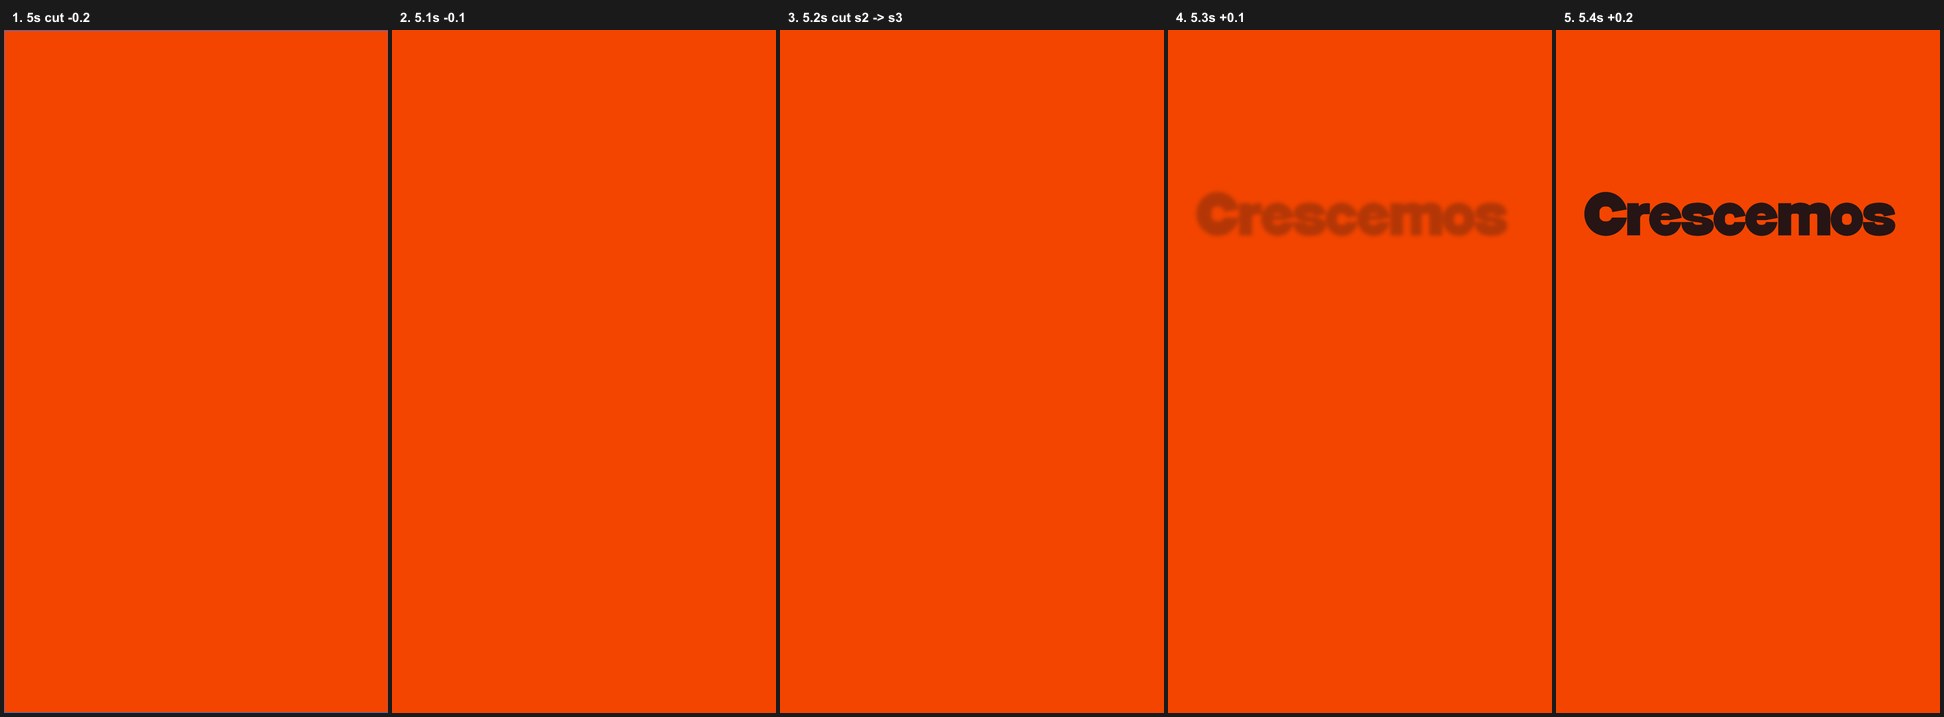 1. 5s cut -0.2
2. 5.1s -0.1
3. 5.2s cut s2 -> s3
4. 5.3s +0.1
5. 5.4s +0.2
Crescemos
Crescemos